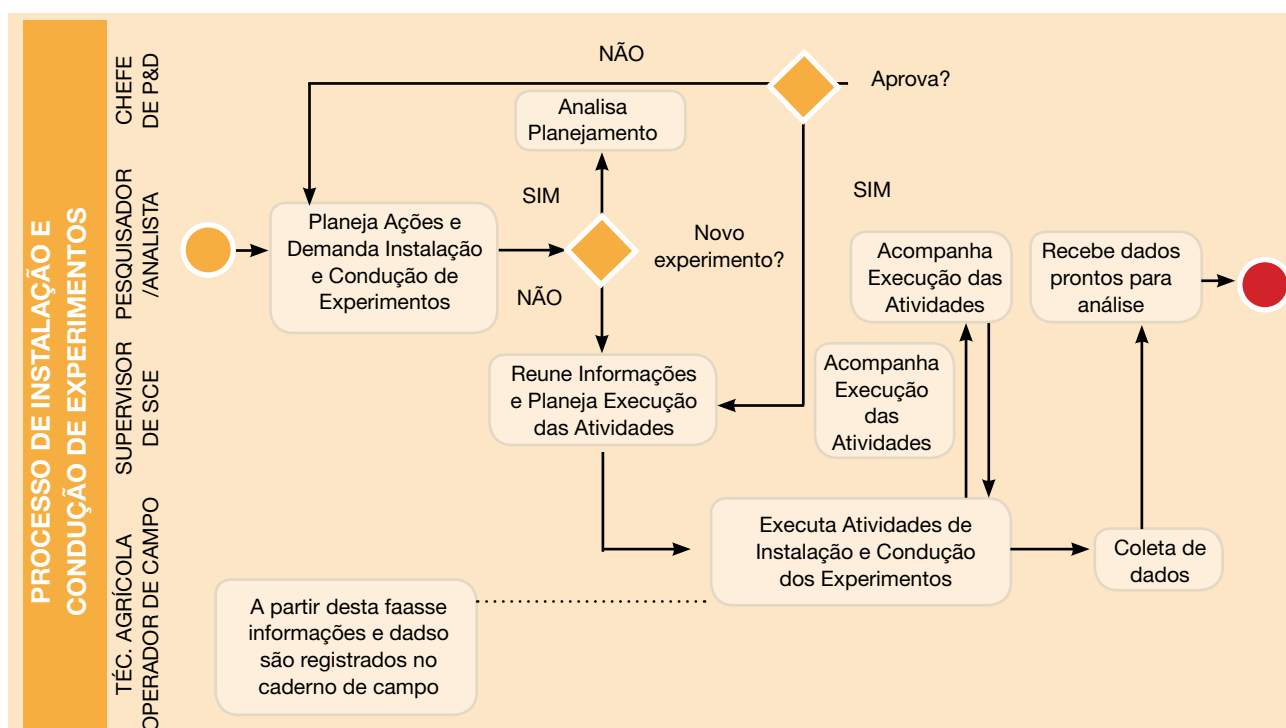 PROCESSO DE INSTALAÇÃO E
CONDUÇÃO DE EXPERIMENTOS
CHEFE
DE P&D
PESQUISADOR
/ANALISTA
SUPERVISOR
DE SCE
TÉC. AGRÍCOLA
OPERADOR DE CAMPO
NÃO
Aprova?
Analisa
Planejamento
SIM
SIM
Planeja Ações e
Demanda Instalação
e Condução de
Experimentos
Novo
experimento?
NÃO
Acompanha
Execução das
Atividades
Recebe dados
prontos para
análise
Reune Informações
e Planeja Execução
das Atividades
Acompanha
Execução
das
Atividades
Executa Atividades de
Instalação e Condução
dos Experimentos
Coleta de
dados
A partir desta faasse
informações e dadso
são registrados no
caderno de campo